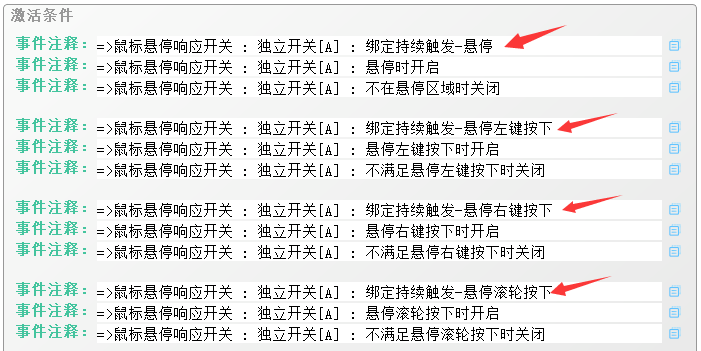 激活条件
事件注释：=>鼠标悬停响应开关 : 独立开关[A] : 绑定持续触发-悬停
事件注释：=>鼠标悬停响应开关 : 独立开关[A] : 悬停时开启
事件注释：=>鼠标悬停响应开关 : 独立开关[A] : 不在悬停区域时关闭
事件注释：=>鼠标悬停响应开关 : 独立开关[A] : 绑定持续触发-悬停左键按下
事件注释：=>鼠标悬停响应开关 : 独立开关[A] : 悬停左键按下时开启
事件注释：=>鼠标悬停响应开关 : 独立开关[A] : 不满足悬停左键按下时关闭
事件注释：=>鼠标悬停响应开关 : 独立开关[A] : 绑定持续触发-悬停右键按下
事件注释：=>鼠标悬停响应开关 : 独立开关[A] : 悬停右键按下时开启
事件注释：=>鼠标悬停响应开关 : 独立开关[A] : 不满足悬停右键按下时关闭
事件注释：=>鼠标悬停响应开关 : 独立开关[A] : 绑定持续触发-悬停滚轮按下
事件注释：=>鼠标悬停响应开关 : 独立开关[A] : 悬停滚轮按下时开启
事件注释：=>鼠标悬停响应开关 : 独立开关[A] : 不满足悬停滚轮按下时关闭